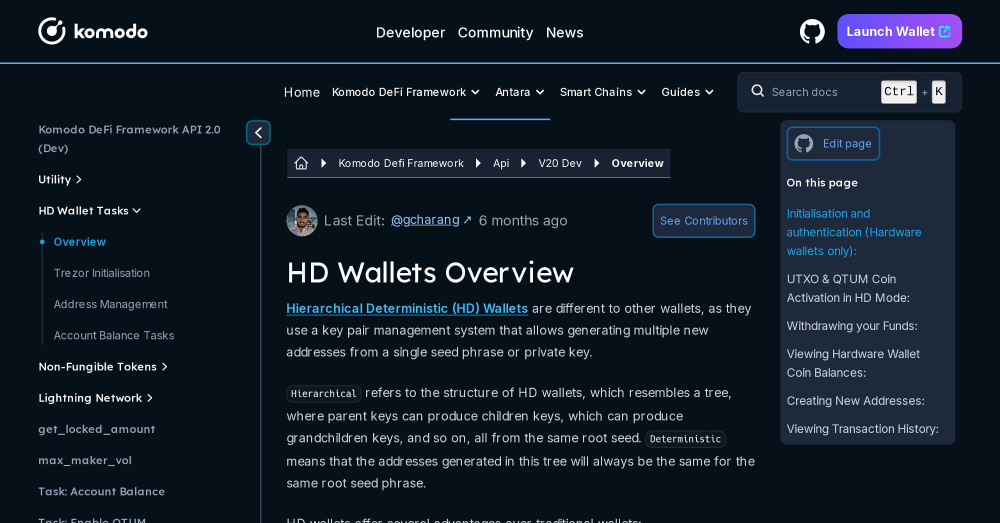 komodo
Developer Community News
Launch Wallet
Home Komodo DeFi Framework Antara Smart Chains Guides
Search docs Ctrl + K
Komodo DeFi Framework API 2.0
(Dev)
Utility
HD Wallet Tasks
Overview
Trezor Initialisation
Address Management
Account Balance Tasks
Non-Fungible Tokens
Lightning Network
get_locked_amount
max_maker_vol
Task: Account Balance
Task: Enable QTUM
Komodo Defi Framework Api V20 Dev Overview
Last Edit: @gcharang ↗ 6 months ago
See Contributors
HD Wallets Overview
Hierarchical Deterministic (HD) Wallets are different to other wallets, as they
use a key pair management system that allows generating multiple new
addresses from a single seed phrase or private key.
Hierarchical refers to the structure of HD wallets, which resembles a tree,
where parent keys can produce children keys, which can produce
grandchildren keys, and so on, all from the same root seed. Deterministic
means that the addresses generated in this tree will always be the same for the
same root seed phrase.
HD wallets offer several advantages over traditional wallets:
Edit page
On this page
Initialisation and
authentication (Hardware
wallets only):
UTXO & QTUM Coin
Activation in HD Mode:
Withdrawing your Funds:
Viewing Hardware Wallet
Coin Balances:
Creating New Addresses:
Viewing Transaction History: